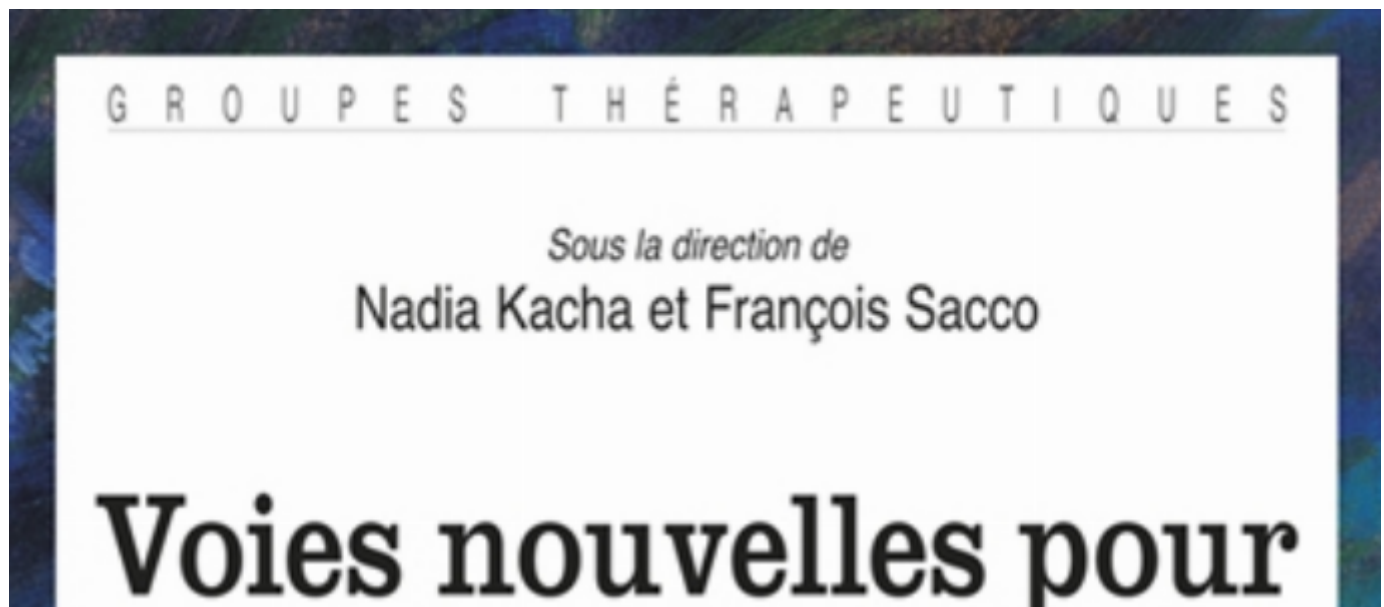 GROUPES THÉRAPEUTIQUES
Sous la direction de
Nadia Kacha et François Sacco
Voies nouvelles pour